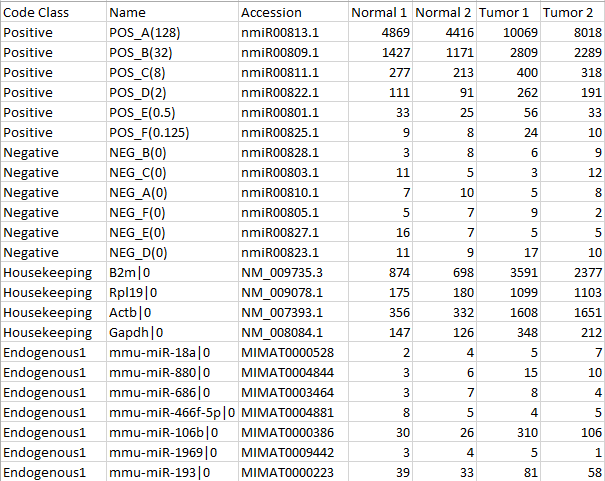 Code Class Name Accession Normal 1 Normal 2 Tumor 1 Tumor 2
Positive POS_A(128) nmiR00813.1 4869 4416 10069 8018
Positive POS_B(32) nmiR00809.1 1427 1171 2809 2289
Positive POS_C(8) nmiR00811.1 277 213 400 318
Positive POS_D(2) nmiR00822.1 111 91 262 191
Positive POS_E(0.5) nmiR00801.1 33 25 56 33
Positive POS_F(0.125) nmiR00825.1 9 8 24 10
Negative NEG_B(0) nmiR00828.1 3 8 6 9
Negative NEG_C(0) nmiR00803.1 11 5 3 12
Negative NEG_A(0) nmiR00810.1 7 10 5 8
Negative NEG_F(0) nmiR00805.1 5 7 9 2
Negative NEG_E(0) nmiR00827.1 16 7 5 5
Negative NEG_D(0) nmiR00823.1 11 9 17 10
Housekeeping B2m|0 NM_009735.3 874 698 3591 2377
Housekeeping Rpl19|0 NM_009078.1 175 180 1099 1103
Housekeeping Actb|0 NM_007393.1 356 332 1608 1651
Housekeeping Gapdh|0 NM_008084.1 147 126 348 212
Endogenous1 mmu-miR-18a|0 MIMAT0000528 2 4 5 7
Endogenous1 mmu-miR-880|0 MIMAT0004844 3 6 15 10
Endogenous1 mmu-miR-686|0 MIMAT0003464 3 7 8 4
Endogenous1 mmu-miR-466f-5p|0 MIMAT0004881 8 5 4 5
Endogenous1 mmu-miR-106b|0 MIMAT0000386 30 26 310 106
Endogenous1 mmu-miR-1969|0 MIMAT0009442 3 4 5 1
Endogenous1 mmu-miR-193|0 MIMAT0000223 39 33 81 58